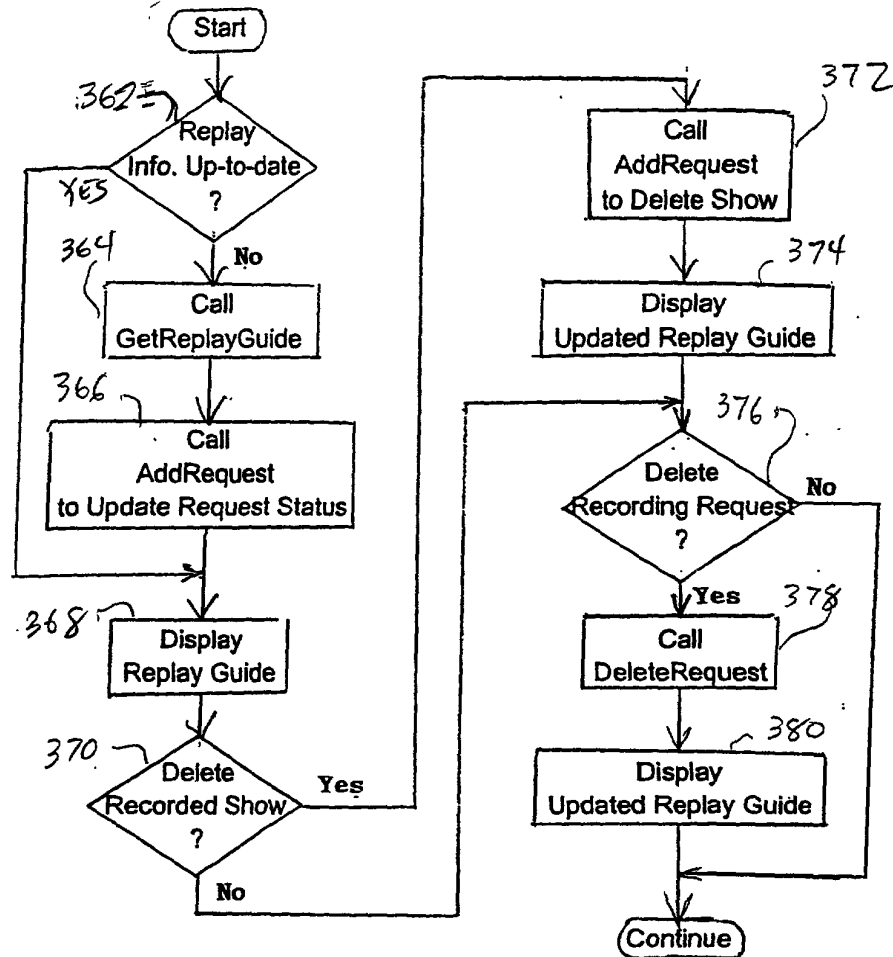 Start
362
Replay
Info. Up-to-date
?
YES
No
364
Call
GetReplayGuide
366
Call
AddRequest
to Update Request Status
368
Display
Replay Guide
370
Delete
Recorded Show
?
Yes
No
372
Call
AddRequest
to Delete Show
374
Display
Updated Replay Guide
376
Delete
Recording Request
?
No
Yes
378
Call
DeleteRequest
380
Display
Updated Replay Guide
Continue